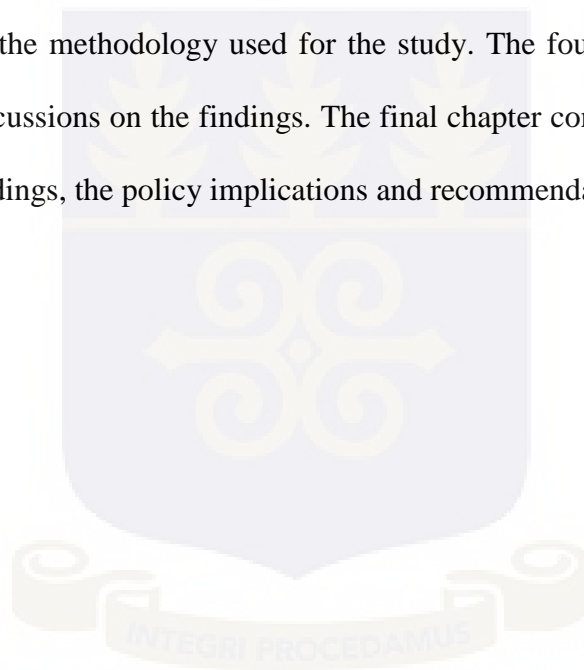 the methodology used for the study. The fou
cussions on the findings. The final chapter con
dings, the policy implications and recommenda
INTEGRI PROCEDAMUS